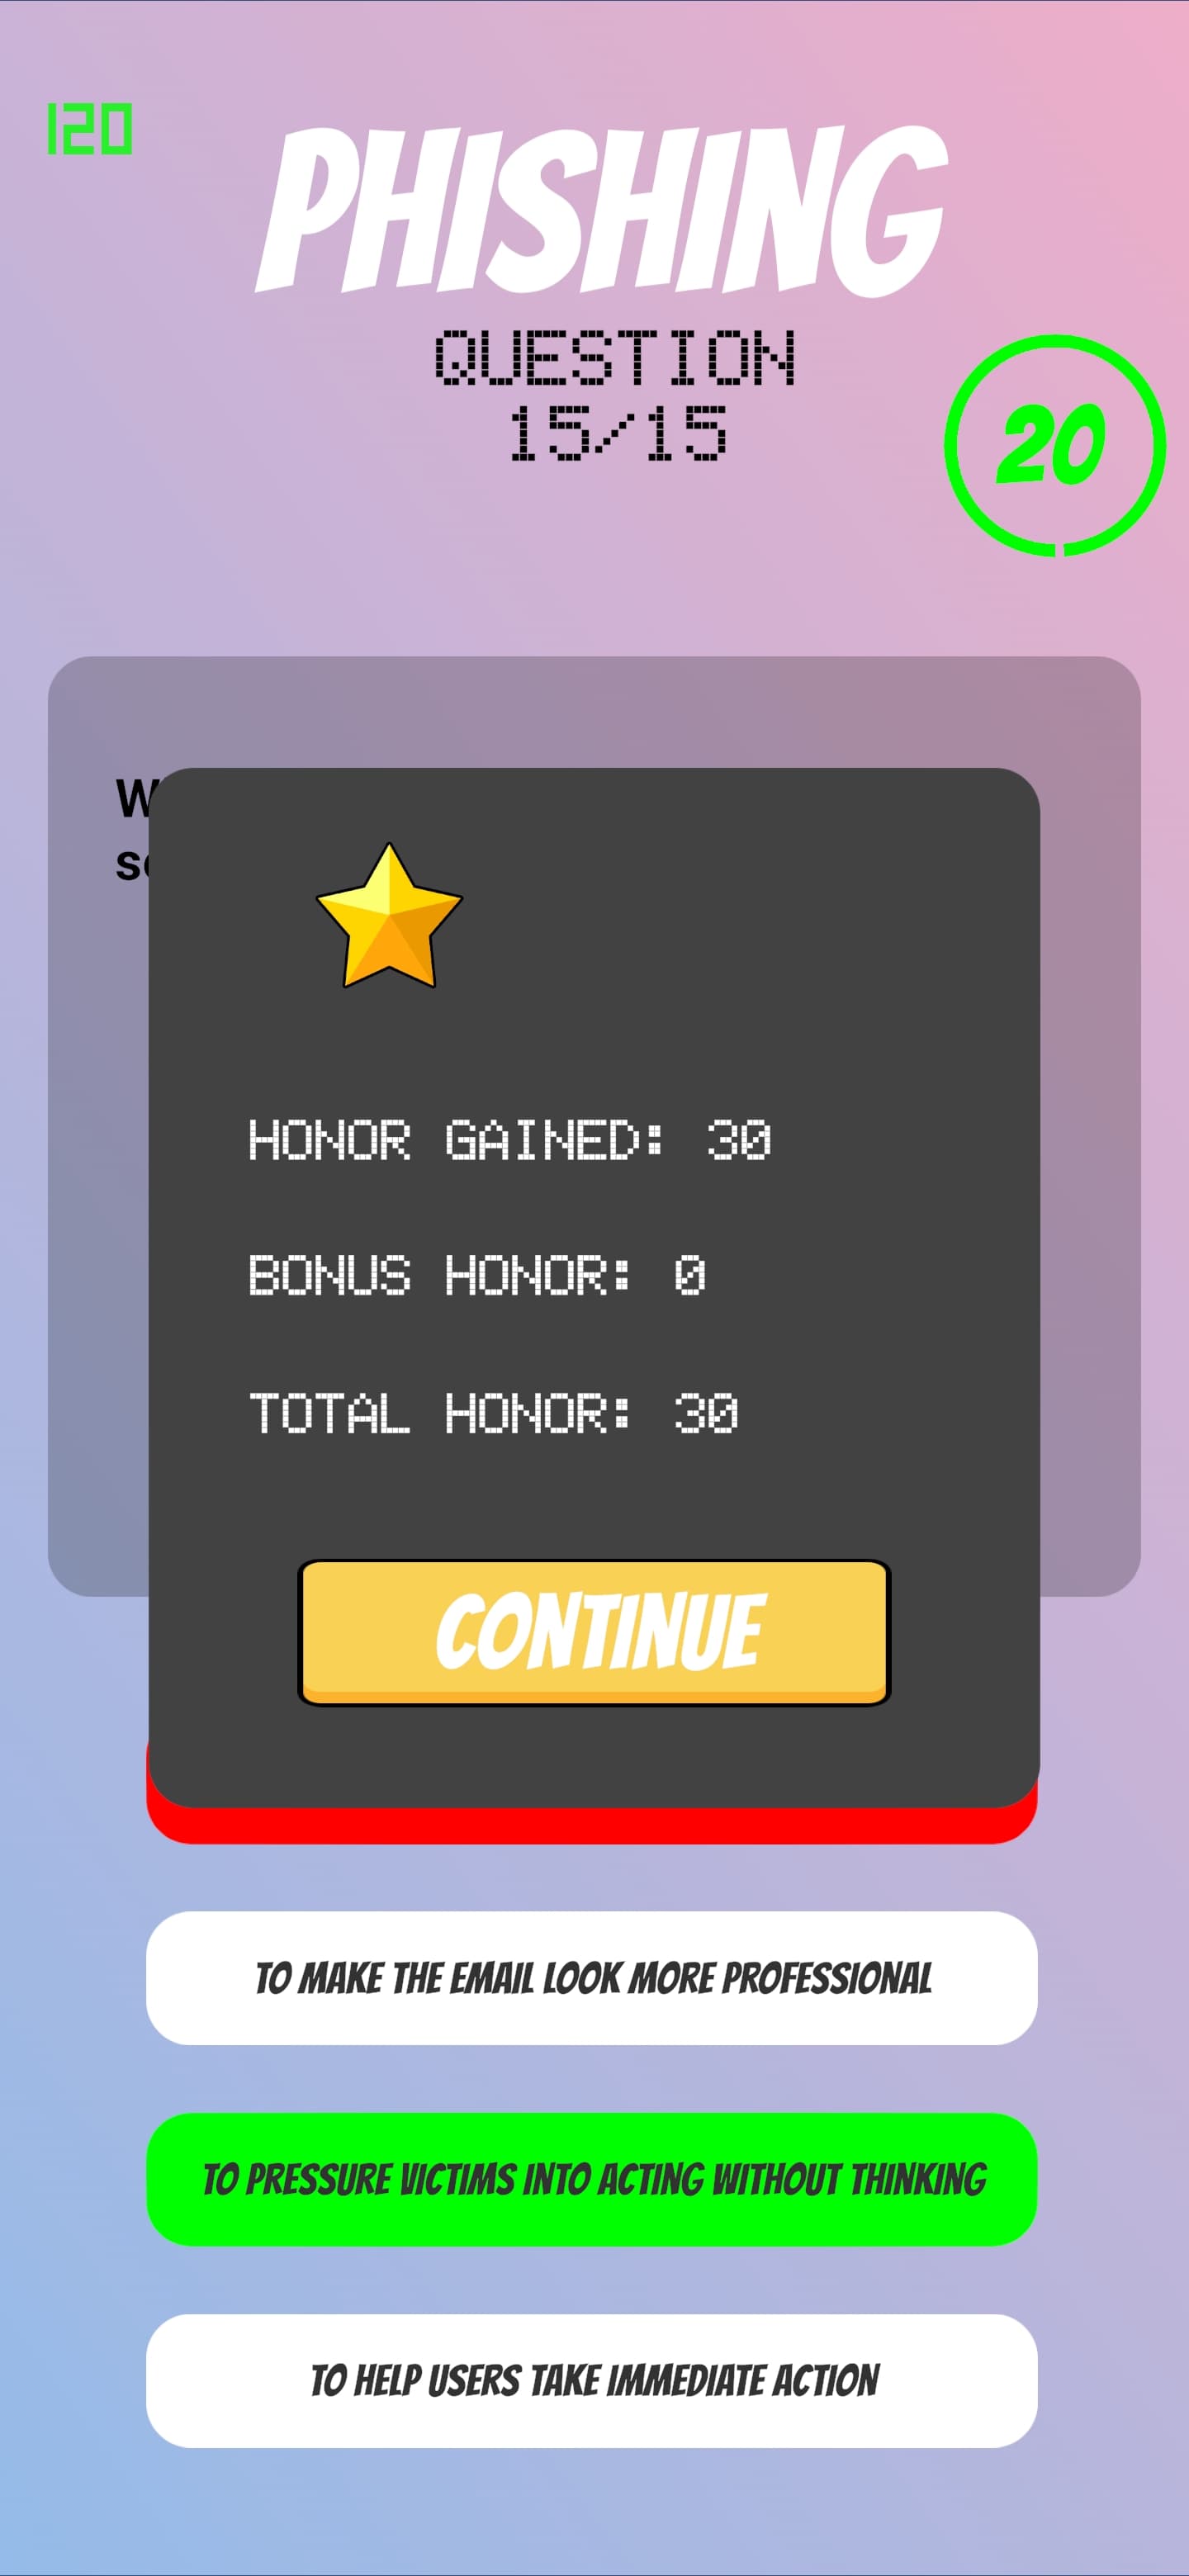 120
PHISHING
QUESTION
15/15
20
HONOR GAINED: 30
BONUS HONOR: 0
TOTAL HONOR: 30
CONTINUE
TO MAKE THE EMAIL LOOK MORE PROFESSIONAL
TO PRESSURE VICTIMS INTO ACTING WITHOUT THINKING
TO HELP USERS TAKE IMMEDIATE ACTION